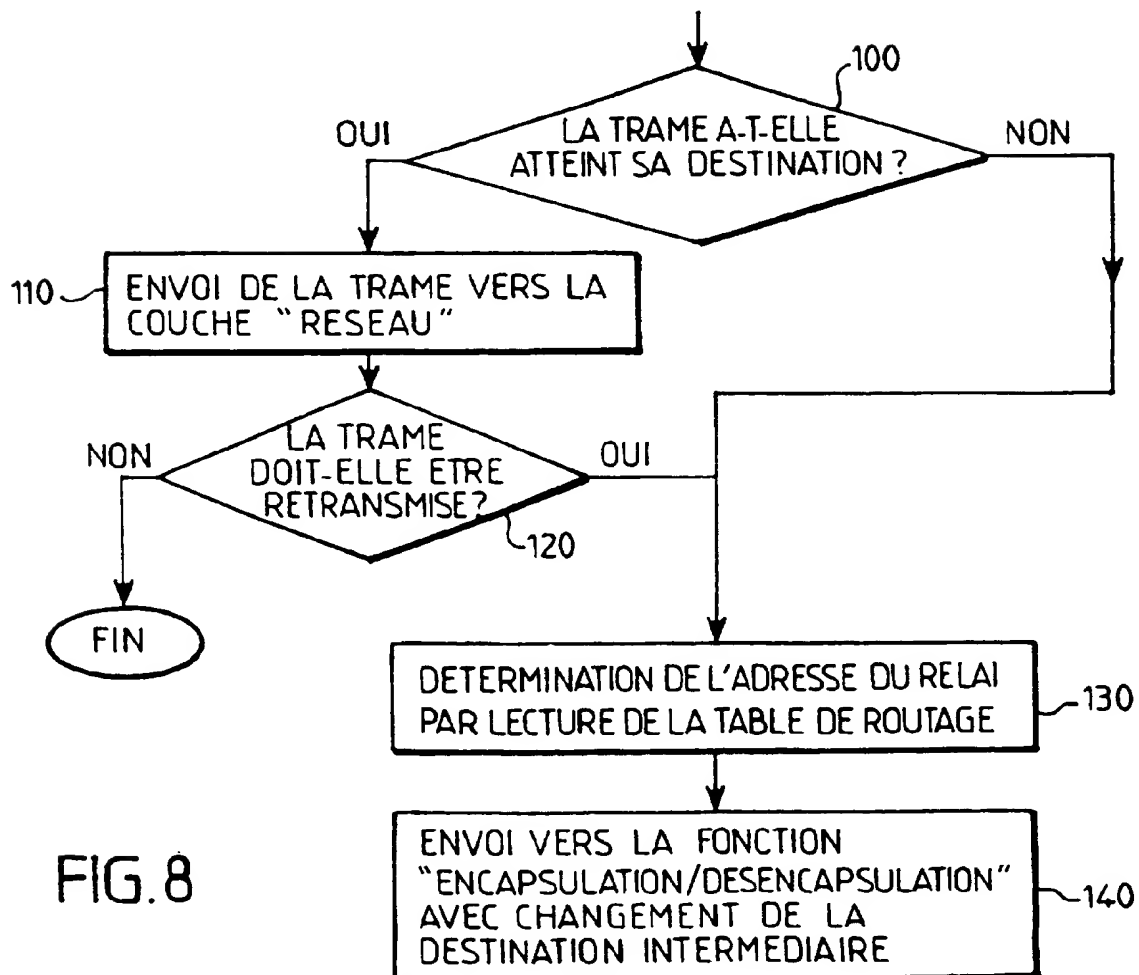 100
LA TRAME A-T-ELLE
ATTEINT SA DESTINATION ?
OUI
NON
110
ENVOI DE LA TRAME VERS LA
COUCHE "RESEAU"
LA TRAME
DOIT-ELLE ETRE
RETRANSMISE?
NON
OUI
120
FIN
DETERMINATION DE L'ADRESSE DU RELAI
PAR LECTURE DE LA TABLE DE ROUTAGE
130
ENVOI VERS LA FONCTION
"ENCAPSULATION/DESENCAPSULATION"
AVEC CHANGEMENT DE LA
DESTINATION INTERMEDIAIRE
140
FIG. 8